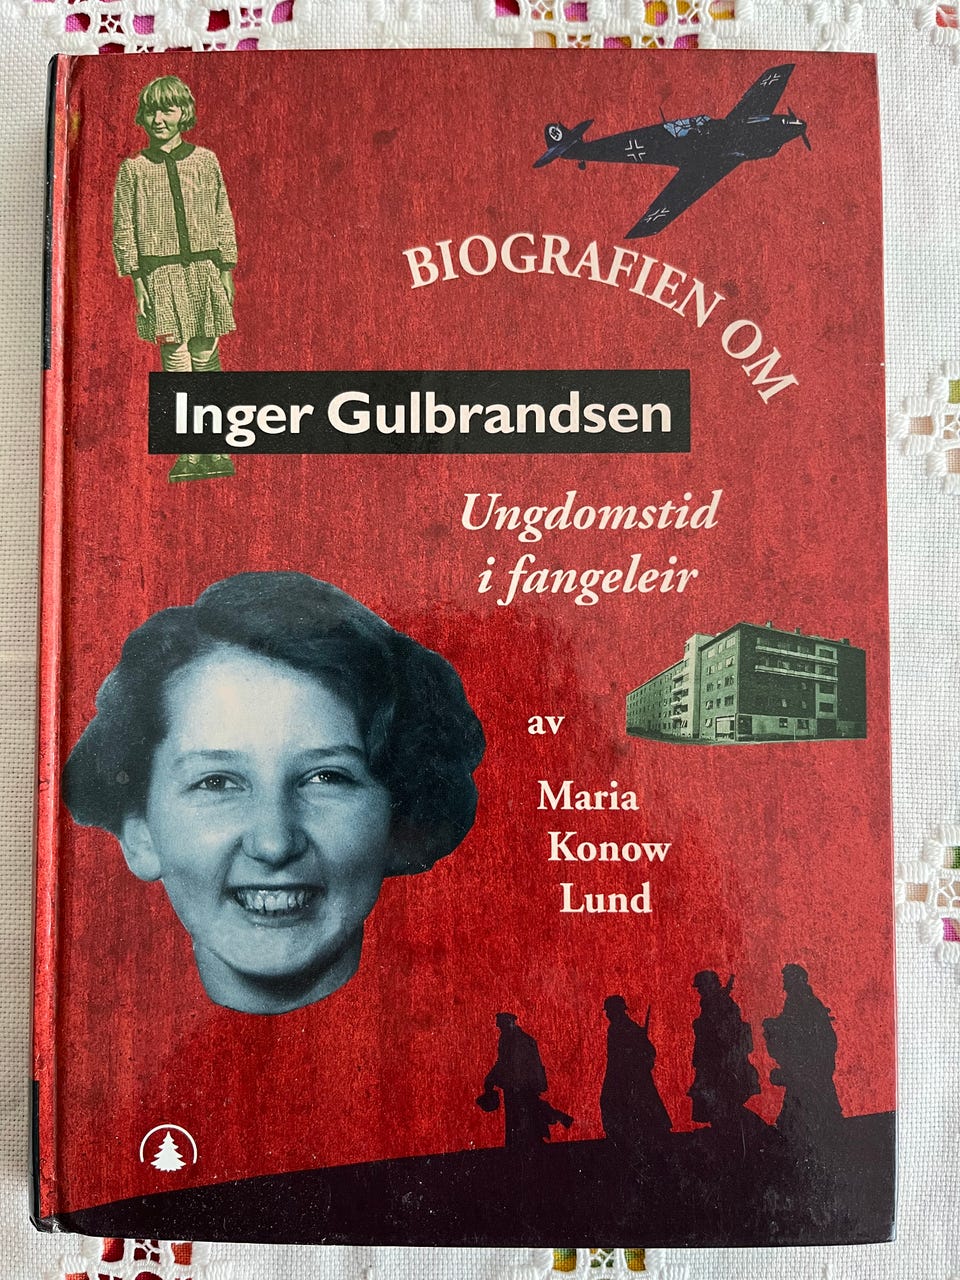 BIOGRAFIEN OM
Inger Gulbrandsen
Ungdomstid
i fangeleir
av
Maria
Konow
Lund